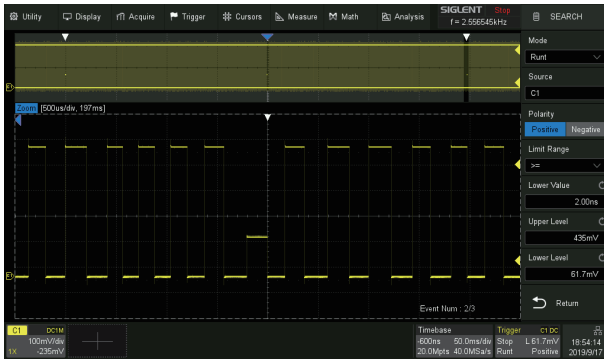 Utility Display Acquire Trigger Cursors Measure Math Analysis
SIGLENT Stop
f = 2.556545kHz
SEARCH
Mode
Runt
Source
C1
Polarity
Positive Negative
Limit Range
>=
Lower Value
2.00ns
Upper Level
435mV
Lower Level
61.7mV
Return
Zoom [500us/div, 197ms]
Event Num : 2/3
C1 DC1M
100mV/div
1X -235mV
Timebase
-600ns 50.0ms/div
20.0Mpts 40.0MSa/s
Trigger C1 DC
Stop L 61.7mV
Runt Positive
18:54:14
2019/9/17